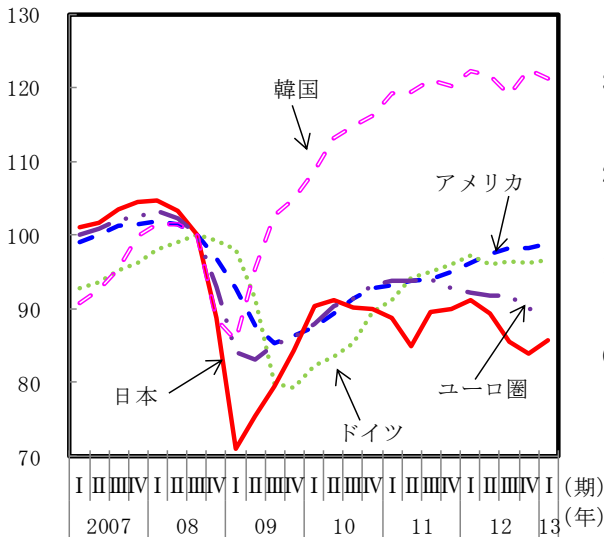 130
120
110
100
90
80
70
韓国
アメリカ
日本
ドイツ
ユーロ圏
Ⅰ Ⅱ Ⅲ Ⅳ Ⅰ Ⅱ Ⅲ Ⅳ Ⅰ Ⅱ Ⅲ Ⅳ Ⅰ Ⅱ Ⅲ Ⅳ Ⅰ Ⅱ Ⅲ Ⅳ Ⅰ Ⅱ Ⅲ Ⅳ Ⅰ (期)
2007 08 09 10 11 12 13 (年)